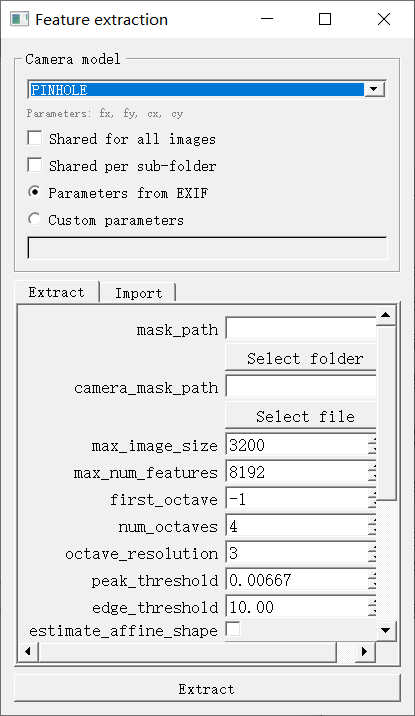 Feature extraction
Camera model
PINHOLE
Parameters: fx, fy, cx, cy
Shared for all images
Shared per sub-folder
Parameters from EXIF
Custom parameters
Extract Import
mask_path
Select folder
camera_mask_path
Select file
max_image_size 3200
max_num_features 8192
first_octave -1
num_octaves 4
octave_resolution 3
peak_threshold 0.00667
edge_threshold 10.00
estimate_affine_shape
Extract